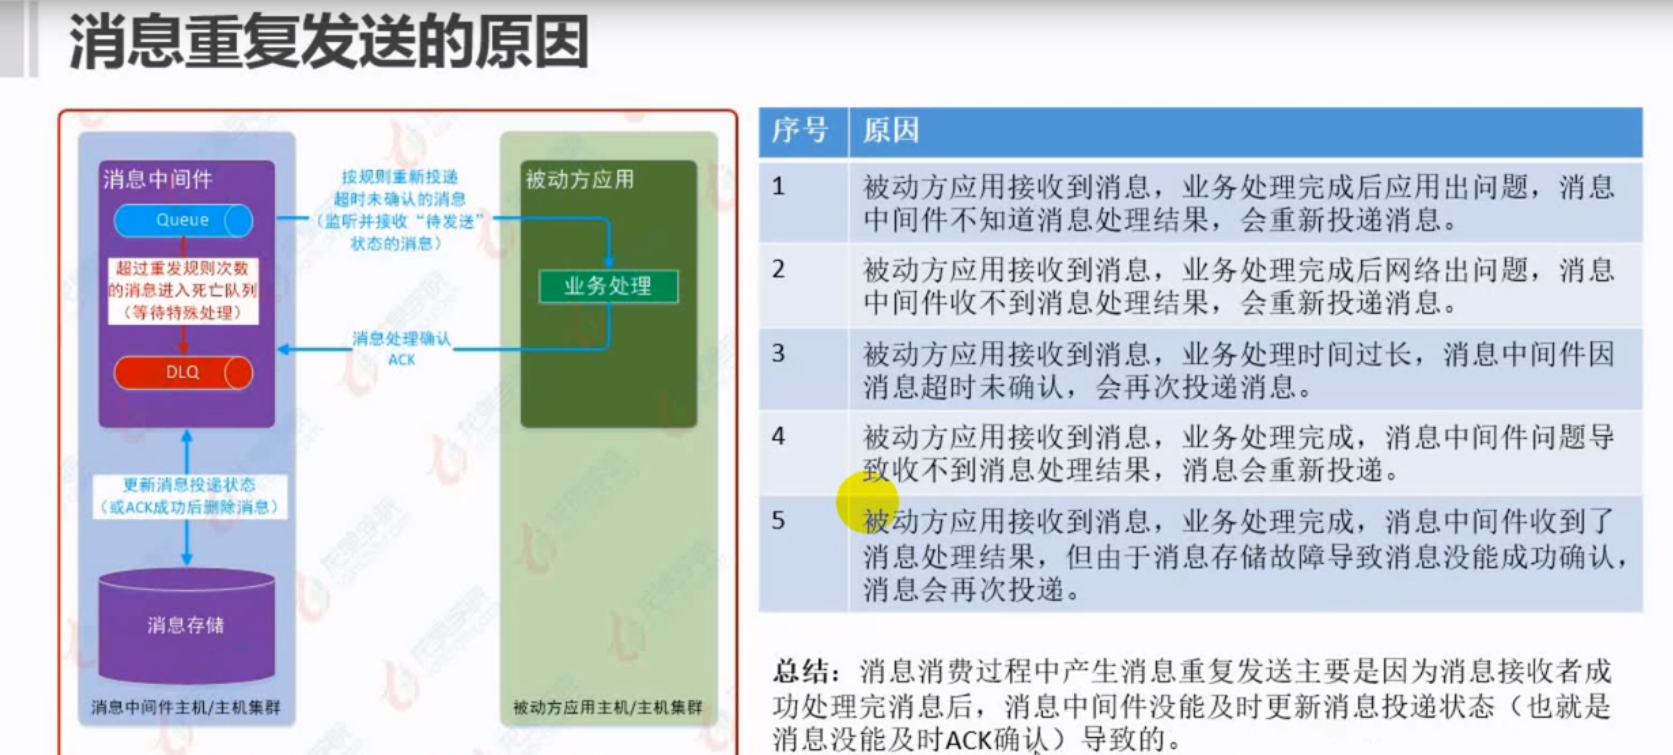 消息重复发送的原因
消息中间件
Queue
超过重发规则次数
的消息进入死亡队列
（等待特殊处理）
DLQ
更新消息投递状态
（或ACK成功后删除消息）
消息存储
消息中间件主机/主机集群
按规则重新投递
超时未确认的消息
（监听并接收“待发送”
状态的消息）
消息处理确认
ACK
被动方应用
业务处理
被动方应用主机/主机集群
序号 原因
1 被动方应用接收到消息，业务处理完成后应用出问题，消息
中间件不知道消息处理结果，会重新投递消息。
2 被动方应用接收到消息，业务处理完成后网络出问题，消息
中间件收不到消息处理结果，会重新投递消息。
3 被动方应用接收到消息，业务处理时间过长，消息中间件因
消息超时未确认，会再次投递消息。
4 被动方应用接收到消息，业务处理完成，消息中间件问题导
致收不到消息处理结果，消息会重新投递。
5 被动方应用接收到消息，业务处理完成，消息中间件收到了
消息处理结果，但由于消息存储故障导致消息没能成功确认，
消息会再次投递。
总结：消息消费过程中产生消息重复发送主要是因为消息接收者成
功处理完消息后，消息中间件没能及时更新消息投递状态（也就是
消息没能及时ACK确认）导致的。